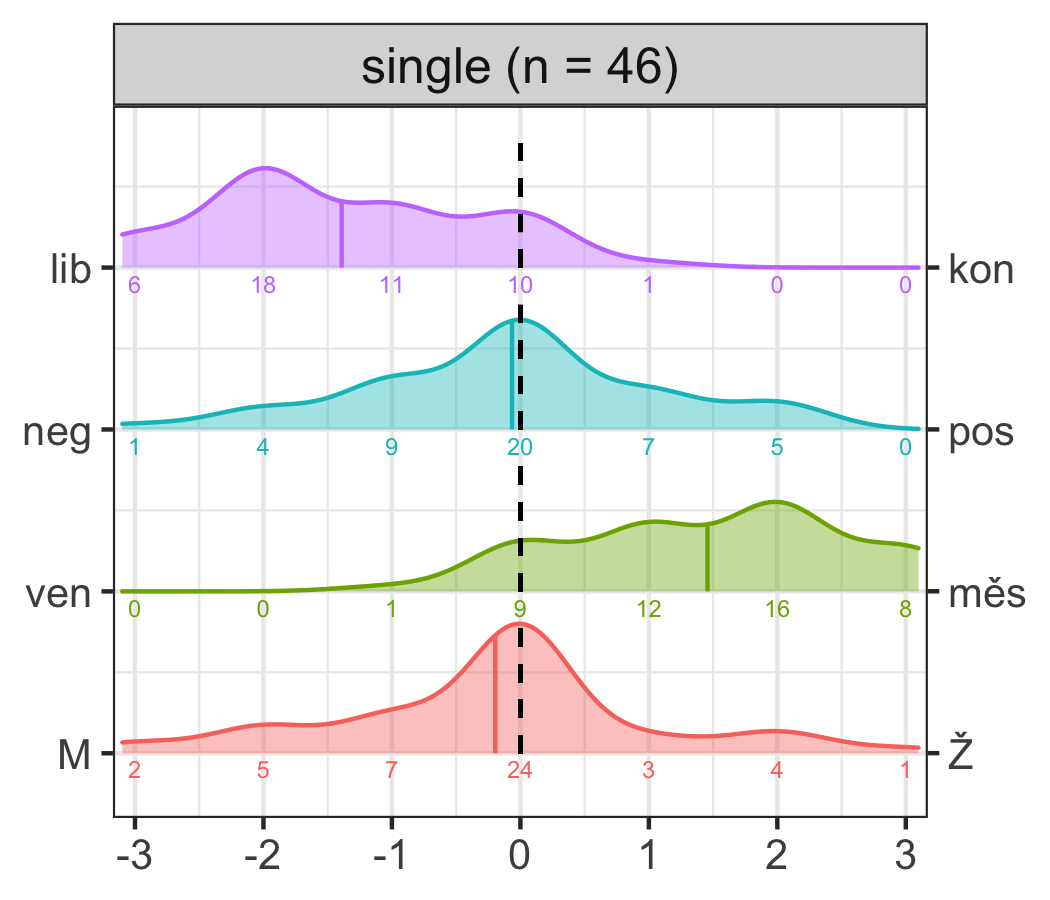 single (n = 46)
lib kon
6 18 11 10 1 0 0
neg pos
1 4 9 20 7 5 0
ven měs
0 0 1 9 12 16 8
M Ž
2 5 7 24 3 4 1
-3 -2 -1 0 1 2 3